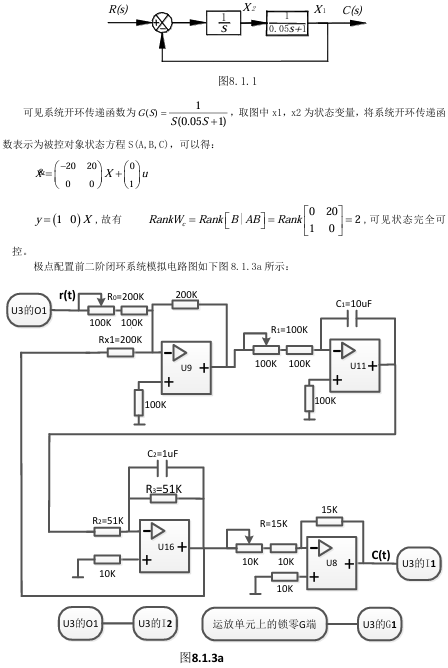 R(s)
1
s
X₂
1
0.05s+1
X₁
C(s)
图8.1.1
可见系统开环传递函数为G(S)=1/S(0.05S+1)，取图中 x1, x2 为状态变量，将系统开环传递函
数表示为被控对象状态方程 S(A,B,C)，可以得：
=(-20 20 0 0)X+(0 1)u
y=(1 0)X，故有 RankWc=Rank[B|AB]=Rank[0 20 1 0]=2，可见状态完全可
控。
极点配置前二阶闭环系统模拟电路图如下图 8.1.3a 所示：
U3的O1
r(t)
R₀=200K
100K
100K
200K
Rx1=200K
U9
100K
R₁=100K
100K
100K
C₁=10uF
U11
100K
C₂=1uF
R₃=51K
R₂=51K
U16
10K
R=15K
10K
10K
15K
U8
10K
C(t)
U3的I1
U3的O1
U3的I2
运放单元上的锁零G端
U3的G1
图8.1.3a